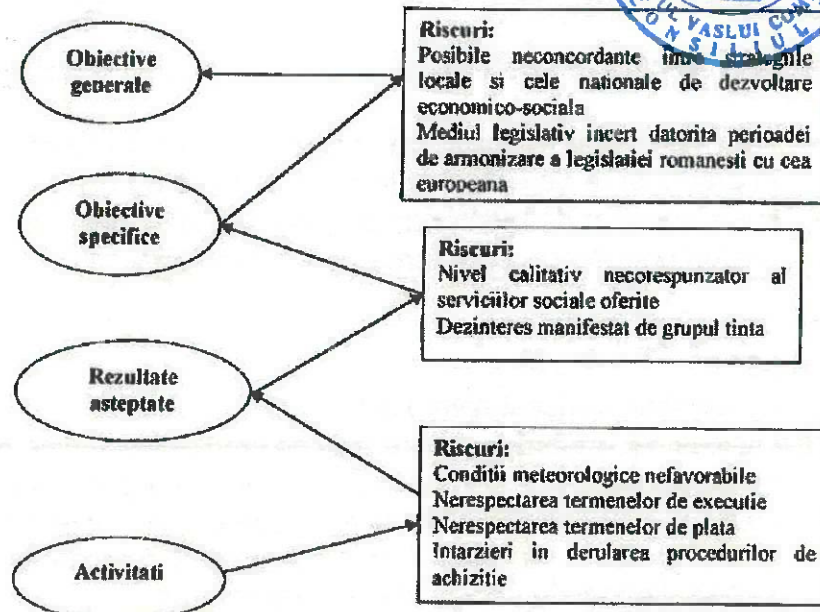 Obiective
generale
Riscuri:
Posibile neconcordante intre strategiile
locale si cele nationale de dezvoltare
economico-sociala
Mediul legislativ incert datorita perioadei
de armonizare a legislatiei romanesti cu cea
europeana
VASLUI
CONSILIUL
Obiective
specifice
Riscuri:
Nivel calitativ necorespunzator al
serviciilor sociale oferite
Dezinteres manifestat de grupul tinta
Rezultate
asteptate
Riscuri:
Conditii meteorologice nefavorabile
Nerespectarea termenelor de executie
Nerespectarea termenelor de plata
Intarzieri in derularea procedurilor de
achizitie
Activitati